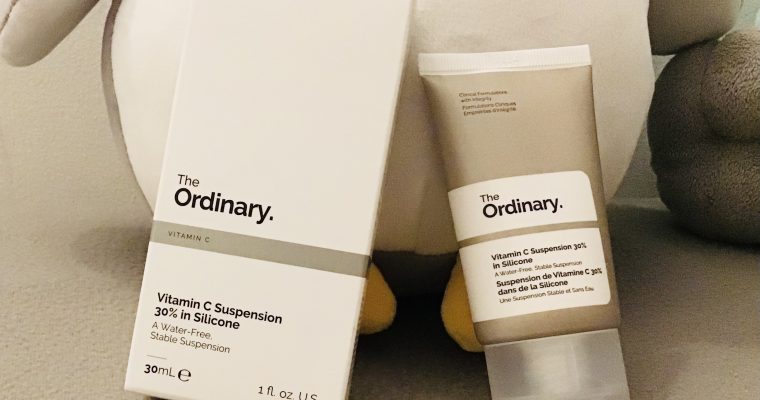 The
Ordinary.
VITAMIN C
Vitamin C Suspension
30% in Silicone
A Water-Free,
Stable Suspension
30mL ℮
1 fl. oz. U.S.
Clinical Formulations
with Integrity.
Formulations Cliniques
Empreintes d'intégrité.
The
Ordinary.
Vitamin C Suspension 30%
in Silicone
A Water-Free, Stable Suspension
Suspension de Vitamine C 30%
dans de la Silicone
Une Suspension Stable et Sans Eau